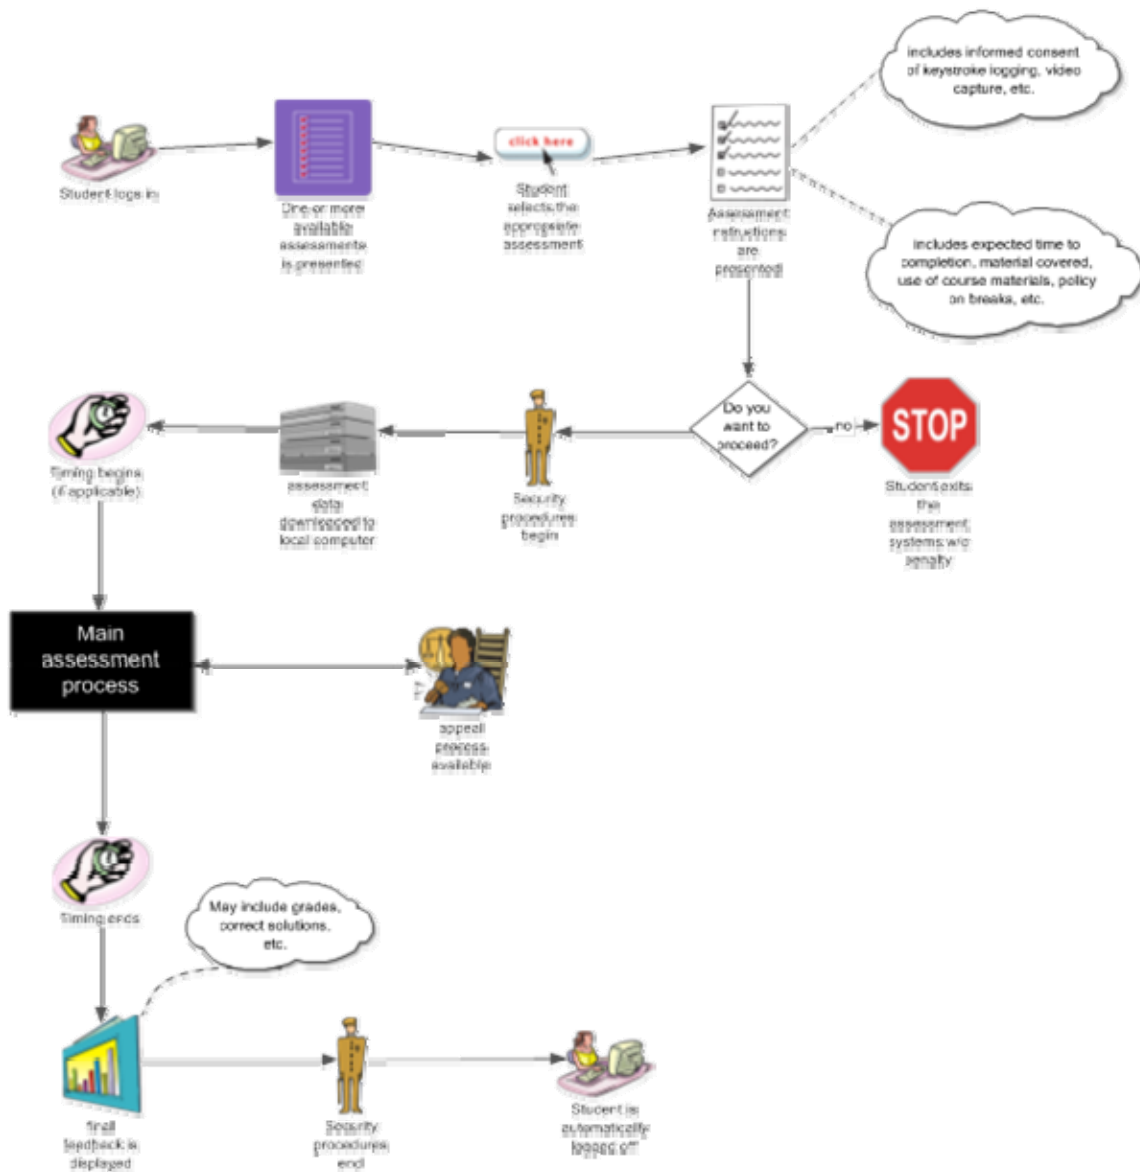 includes informed consent
of keystroke logging, video
capture, etc.
click here
Student logs in
One or more
available
assessments
is presented
Student
selects the
appropriate
assessment
Assessment
instructions
are
presented
includes expected time to
completion, material covered,
use of course materials, policy
on breaks, etc.
Do you
want to
proceed?
no
STOP
Student exits
the
assessment
systems w/o
penalty
Security
procedures
begin
assessment
data
downloaded to
local computer
Timing begins
(if applicable)
Main
assessment
process
appeal
process
available
Timing ends
May include grades,
correct solutions,
etc.
final
feedback is
displayed
Security
procedures
end
Student is
automatically
logged off